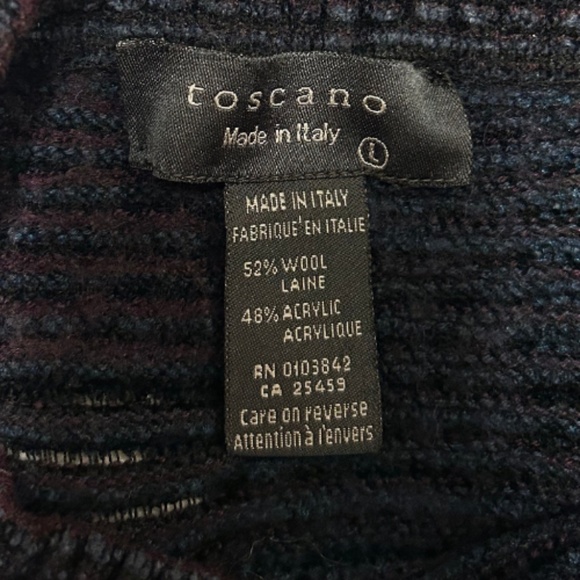 toscano
Made in Italy
L
MADE IN ITALY
FABRIQUE'EN ITALIE
52% WOOL
LAINE
48% ACRYLIC
ACRYLIQUE
RN 0103842
CA 25459
Care on reverse
Attention à l'envers